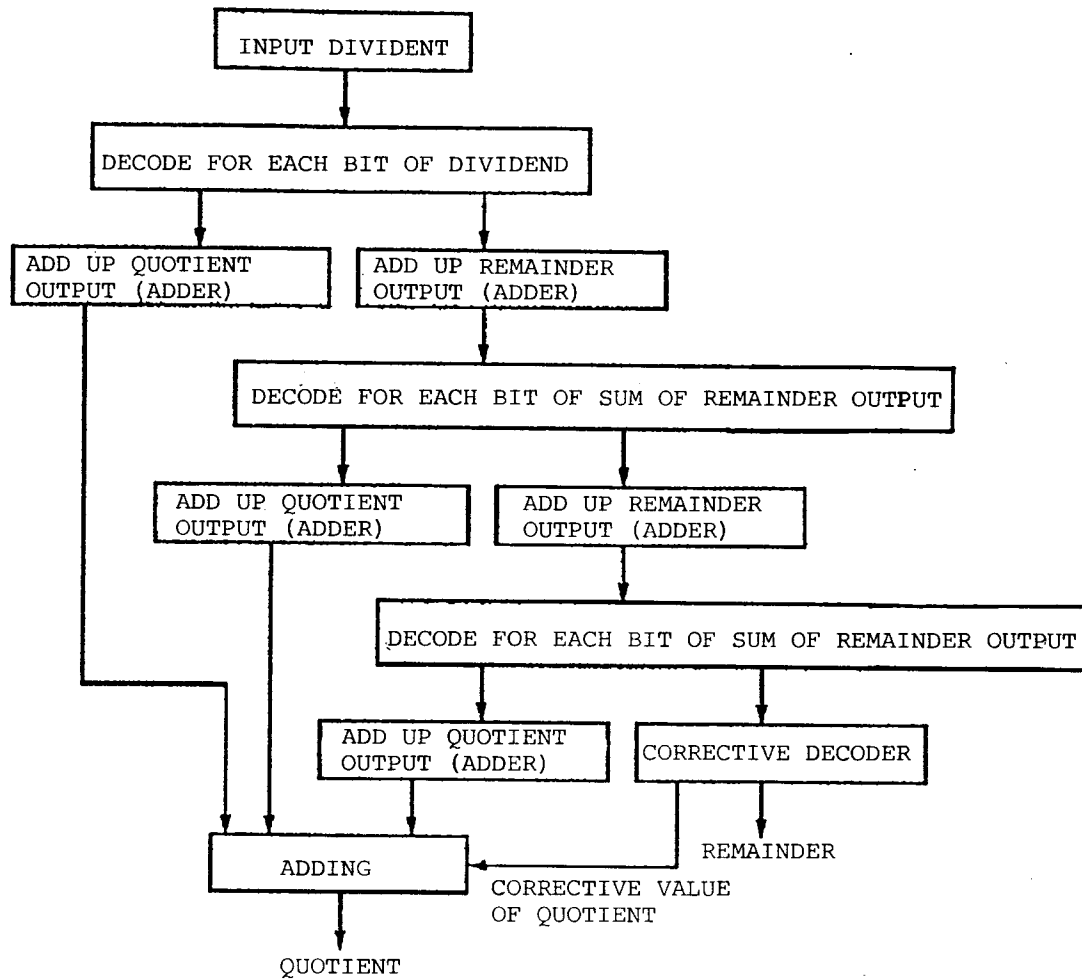 INPUT DIVIDENT
DECODE FOR EACH BIT OF DIVIDEND
ADD UP QUOTIENT
OUTPUT (ADDER)
ADD UP REMAINDER
OUTPUT (ADDER)
DECODE FOR EACH BIT OF SUM OF REMAINDER OUTPUT
ADD UP QUOTIENT
OUTPUT (ADDER)
ADD UP REMAINDER
OUTPUT (ADDER)
DECODE FOR EACH BIT OF SUM OF REMAINDER OUTPUT
ADD UP QUOTIENT
OUTPUT (ADDER)
CORRECTIVE DECODER
ADDING
REMAINDER
CORRECTIVE VALUE
OF QUOTIENT
QUOTIENT